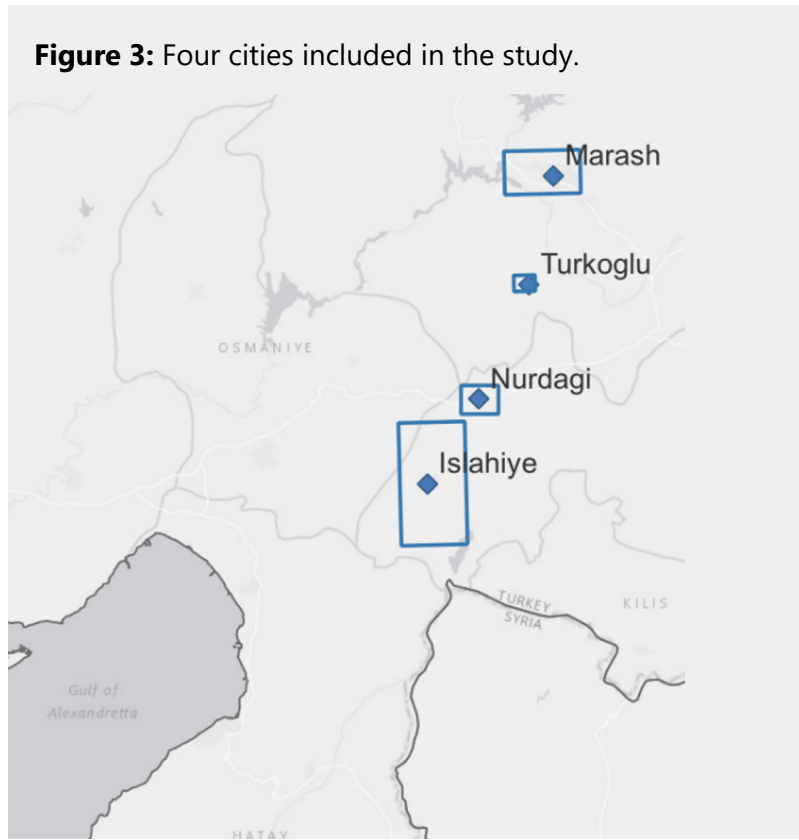 Figure 3: Four cities included in the study.
Marash
Turkoglu
OSMANIYE
Nurdagi
Islahiye
TURKEY
SYRIA
KILIS
Gulf of
Alexandretta
HATAY